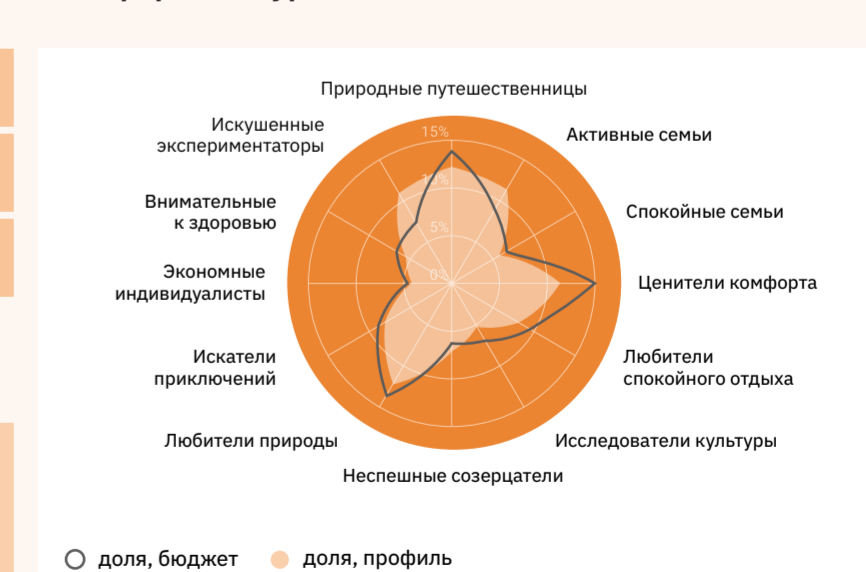 Природные путешественницы
Искушенные
экспериментаторы
15%
Активные семьи
10%
Внимательные
к здоровью
Спокойные семьи
5%
Экономные
индивидуалисты
0%
Ценители комфорта
Искатели
приключений
Любители
спокойного отдыха
Любители природы
Исследователи культуры
Неспешные созерцатели
доля, бюджет
доля, профиль